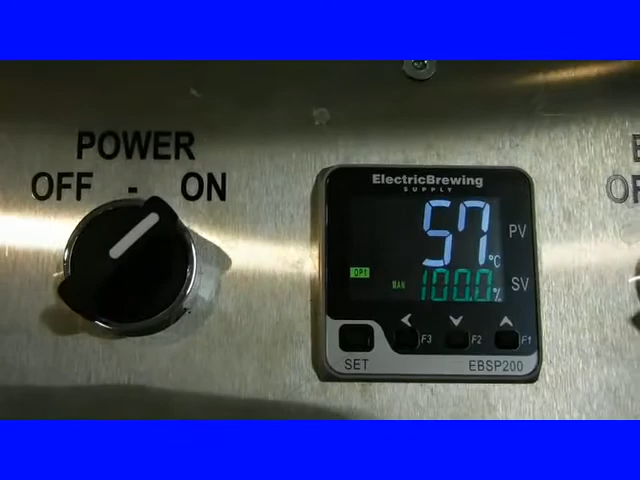 POWER
OFF - ON
ElectricBrewing
SUPPLY
57 PV
°C
OP1 MAN 100.0% SV
F3 F2 F1
SET EBSP200